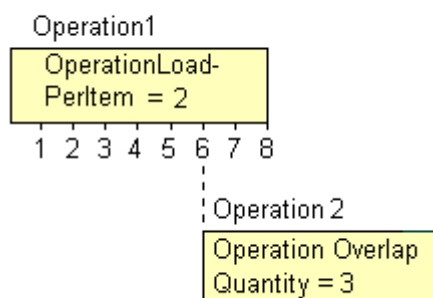 Operation1
OperationLoad-
PerItem = 2
1 2 3 4 5 6 7 8
Operation 2
Operation Overlap
Quantity = 3